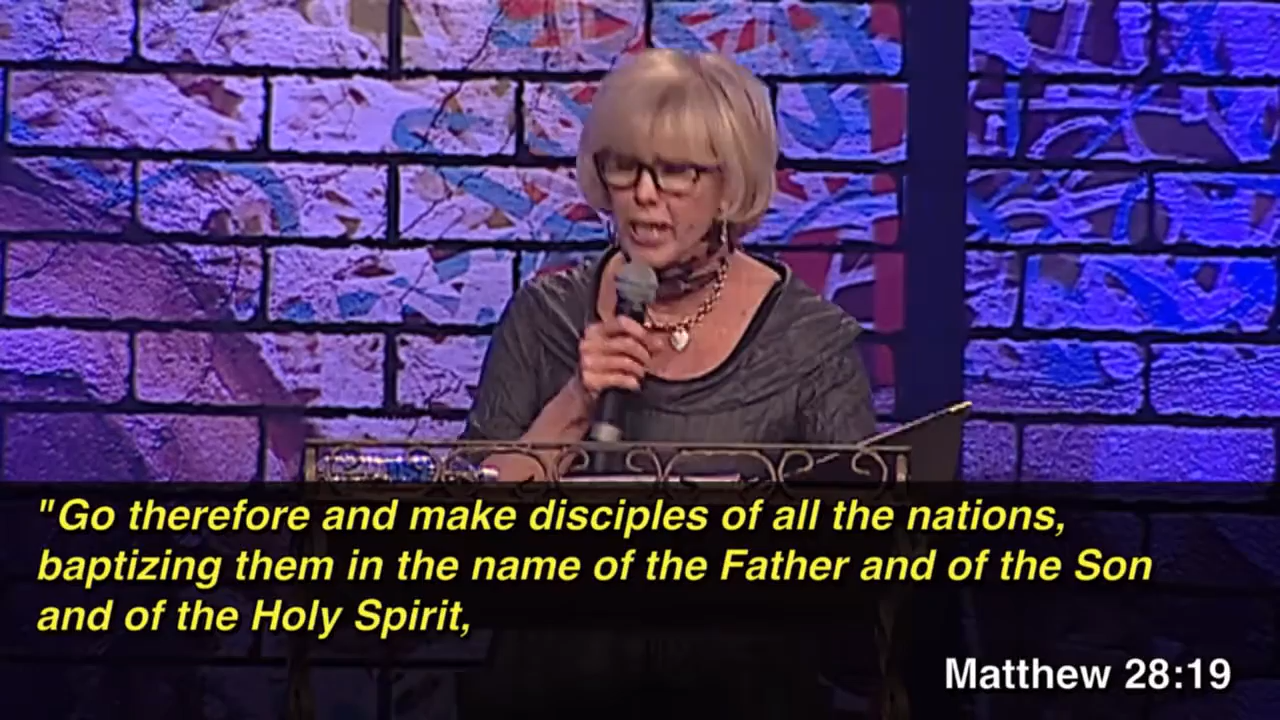 "Go therefore and make disciples of all the nations,
baptizing them in the name of the Father and of the Son
and of the Holy Spirit,
Matthew 28:19